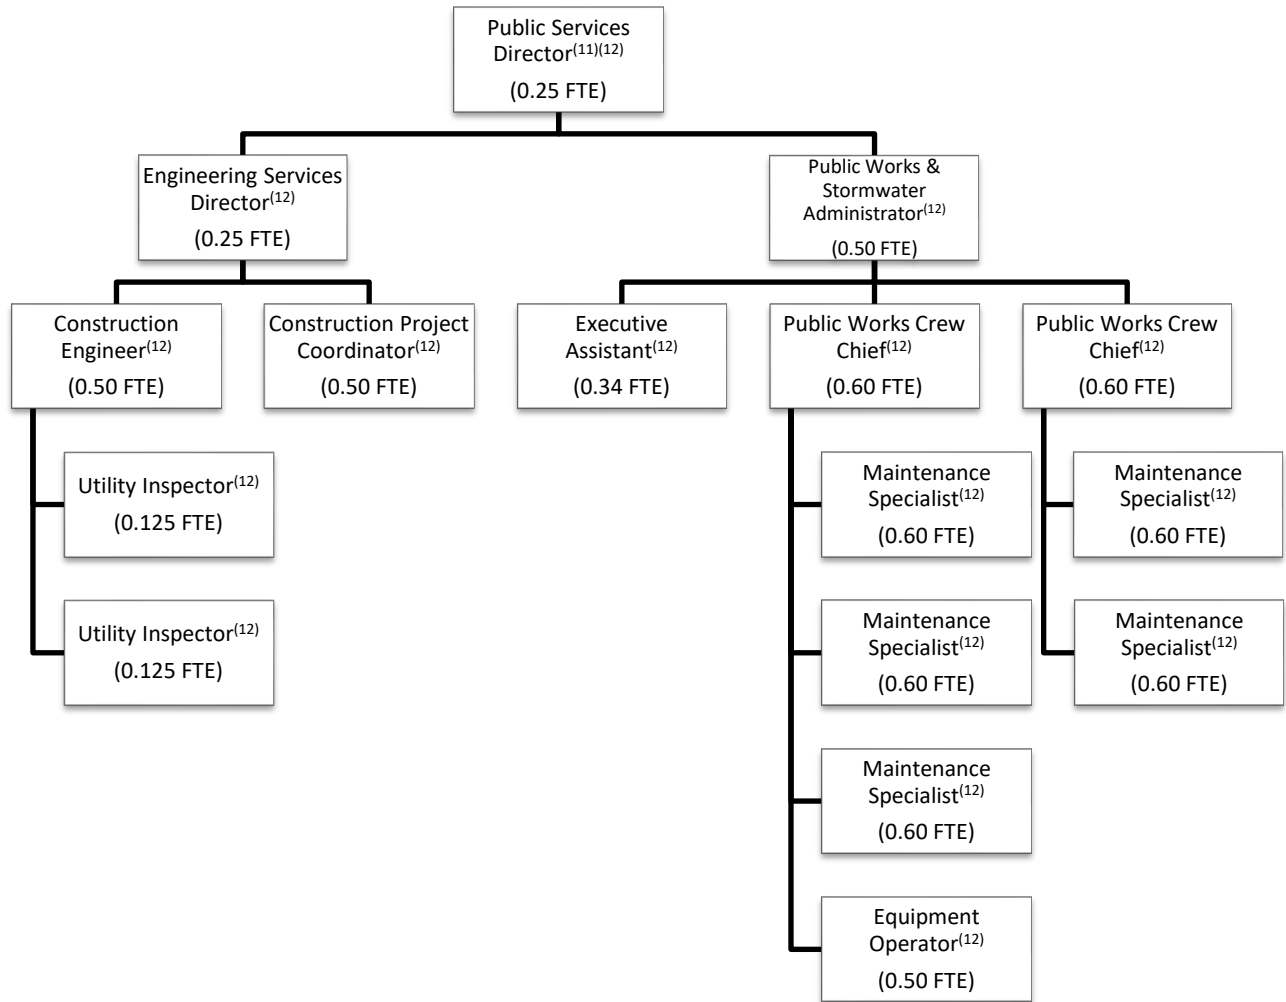 Public Services
Director(11)(12)
(0.25 FTE)
Engineering Services
Director(12)
(0.25 FTE)
Public Works &
Stormwater
Administrator(12)
(0.50 FTE)
Construction
Engineer(12)
(0.50 FTE)
Construction Project
Coordinator(12)
(0.50 FTE)
Executive
Assistant(12)
(0.34 FTE)
Public Works Crew
Chief(12)
(0.60 FTE)
Public Works Crew
Chief(12)
(0.60 FTE)
Utility Inspector(12)
(0.125 FTE)
Utility Inspector(12)
(0.125 FTE)
Maintenance
Specialist(12)
(0.60 FTE)
Maintenance
Specialist(12)
(0.60 FTE)
Maintenance
Specialist(12)
(0.60 FTE)
Equipment
Operator(12)
(0.50 FTE)
Maintenance
Specialist(12)
(0.60 FTE)
Maintenance
Specialist(12)
(0.60 FTE)